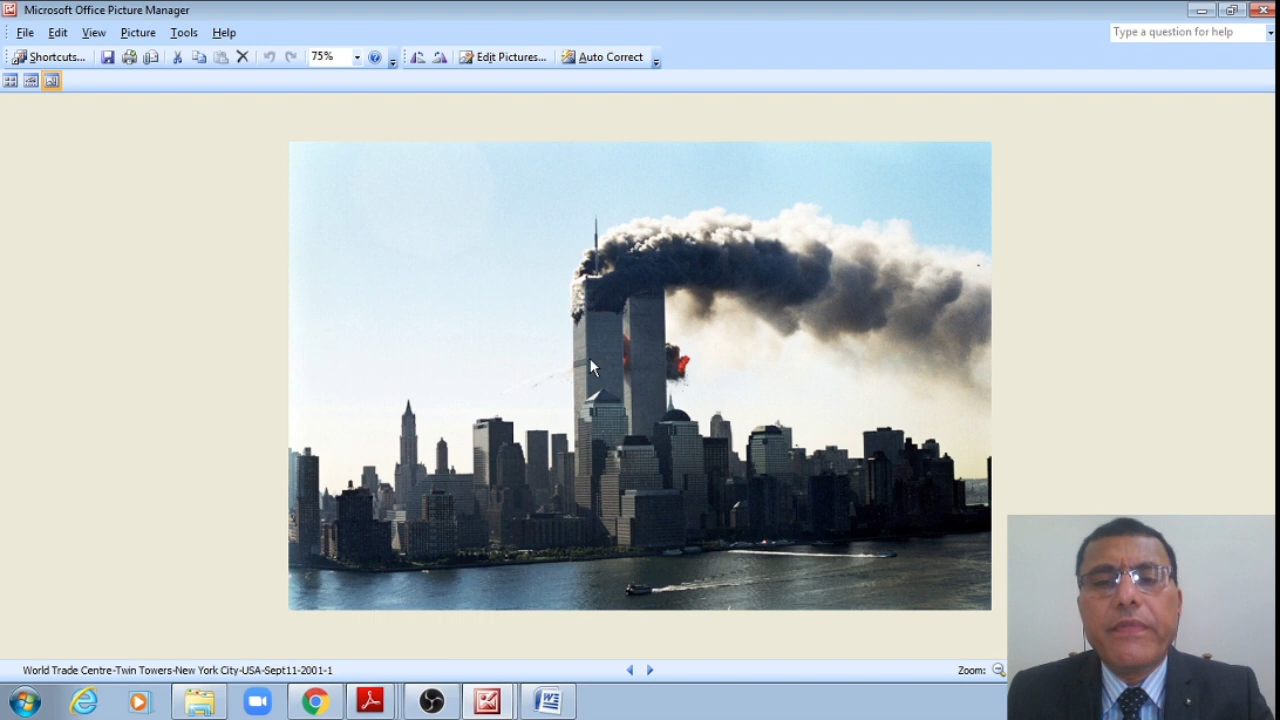 Microsoft Office Picture Manager
File Edit View Picture Tools Help
Type a question for help
Shortcuts... 75% Edit Pictures... Auto Correct
World Trade Centre-Twin Towers-New York City-USA-Sept11-2001-1
Zoom: